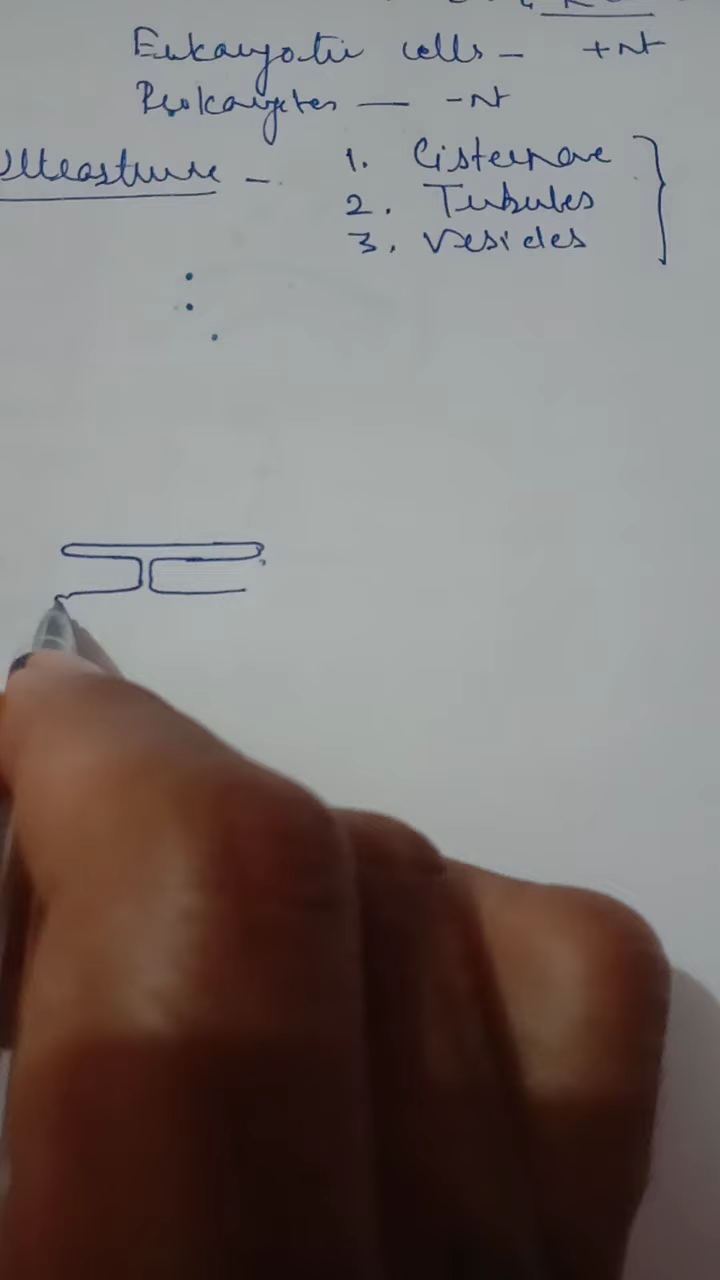 Eukaryotic cells – +nt
Prokaryotes — -nt
Ultrastructure – 1. Cisternae
2. Tubules
3. Vesicles